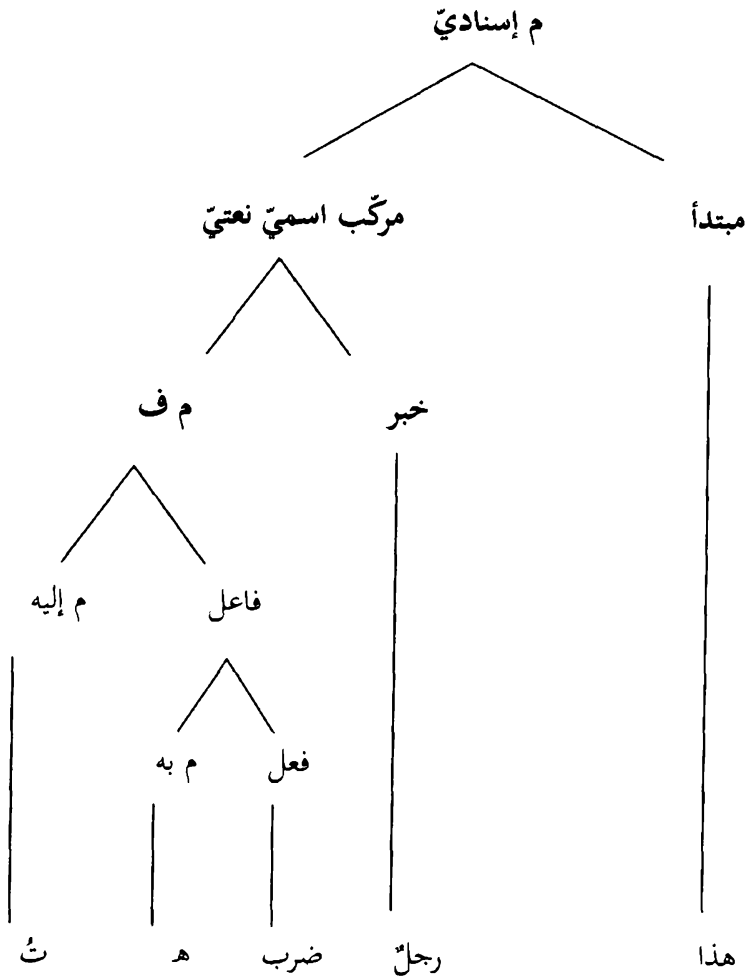 م إسناديّ
مبتدأ مركّب اسميّ نعتيّ
خبر م ف
فاعل م إليه
فعل م به
هذا رجلٌ ضرب ه تُ